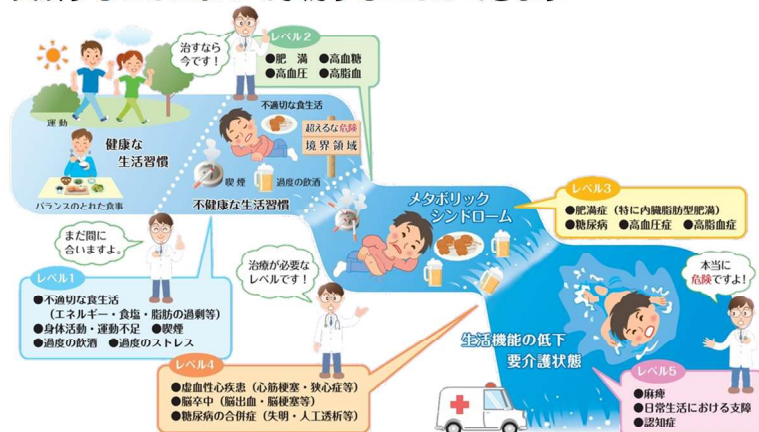 治すなら
今です！
レベル2
●肥　満　●高血糖
●高血圧　●高脂血
運動
健康な
生活習慣
バランスのとれた食事
不適切な食生活
超えるな危険
境界領域
喫煙
過度の飲酒
不健康な生活習慣
まだ間に
合いますよ。
レベル1
●不適切な食生活
（エネルギー・食塩・脂肪の過剰等）
●身体活動・運動不足　●喫煙
●過度の飲酒　●過度のストレス
メタボリック
シンドローム
レベル3
●肥満症（特に内臓脂肪型肥満）
●糖尿病　●高血圧症　●高脂血症
治療が必要な
レベルです！
レベル4
●虚血性心疾患（心筋梗塞・狭心症等）
●脳卒中（脳出血・脳梗塞等）
●糖尿病の合併症（失明・人工透析等）
生活機能の低下
要介護状態
本当に
危険ですよ！
レベル5
●麻痺
●日常生活における支障
●認知症